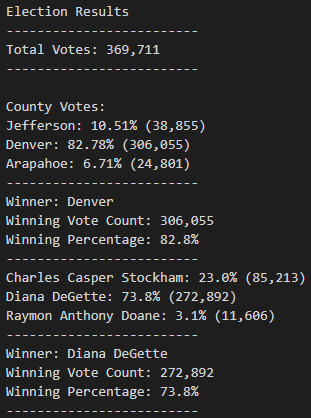 Election Results
-------------------------
Total Votes: 369,711
-------------------------

County Votes:
Jefferson: 10.51% (38,855)
Denver: 82.78% (306,055)
Arapahoe: 6.71% (24,801)
-------------------------
Winner: Denver
Winning Vote Count: 306,055
Winning Percentage: 82.8%
-------------------------
Charles Casper Stockham: 23.0% (85,213)
Diana DeGette: 73.8% (272,892)
Raymon Anthony Doane: 3.1% (11,606)
-------------------------
Winner: Diana DeGette
Winning Vote Count: 272,892
Winning Percentage: 73.8%
-------------------------